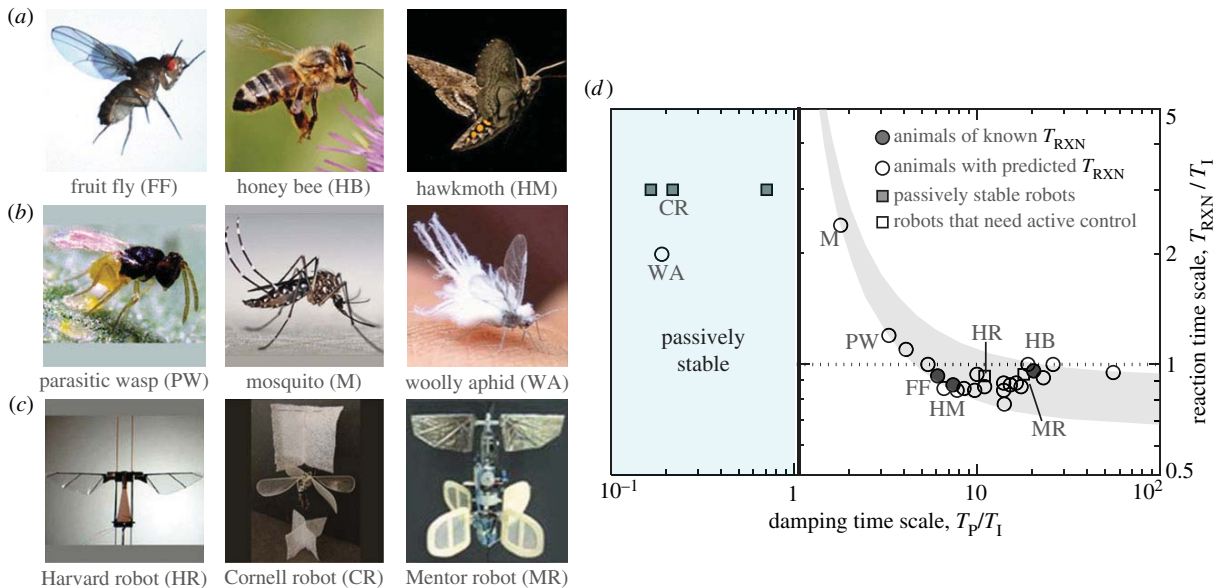 (a)
fruit fly (FF)
honey bee (HB)
hawkmoth (HM)
(b)
parasitic wasp (PW)
mosquito (M)
woolly aphid (WA)
(c)
Harvard robot (HR)
Cornell robot (CR)
Mentor robot (MR)
(d)
animals of known T_RXN
animals with predicted T_RXN
passively stable robots
robots that need active control
CR
WA
passively
stable
M
PW
HR
HB
FF
HM
MR
5
2
1
0.5
reaction time scale, T_RXN / T_I
10⁻¹
1
10
10²
damping time scale, T_P/T_I